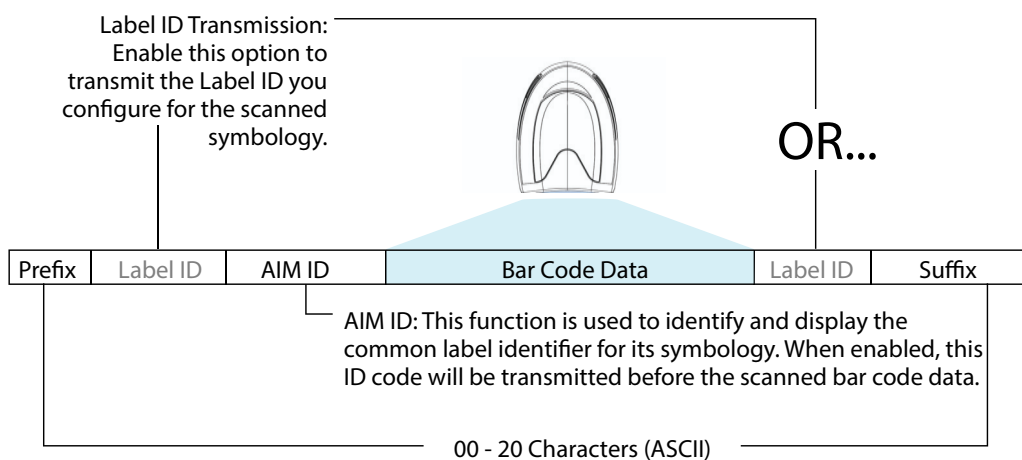 Label ID Transmission:
Enable this option to
transmit the Label ID you
configure for the scanned
symbology.
OR...
Prefix Label ID AIM ID Bar Code Data Label ID Suffix
AIM ID: This function is used to identify and display the
common label identifier for its symbology. When enabled, this
ID code will be transmitted before the scanned bar code data.
00 - 20 Characters (ASCII)